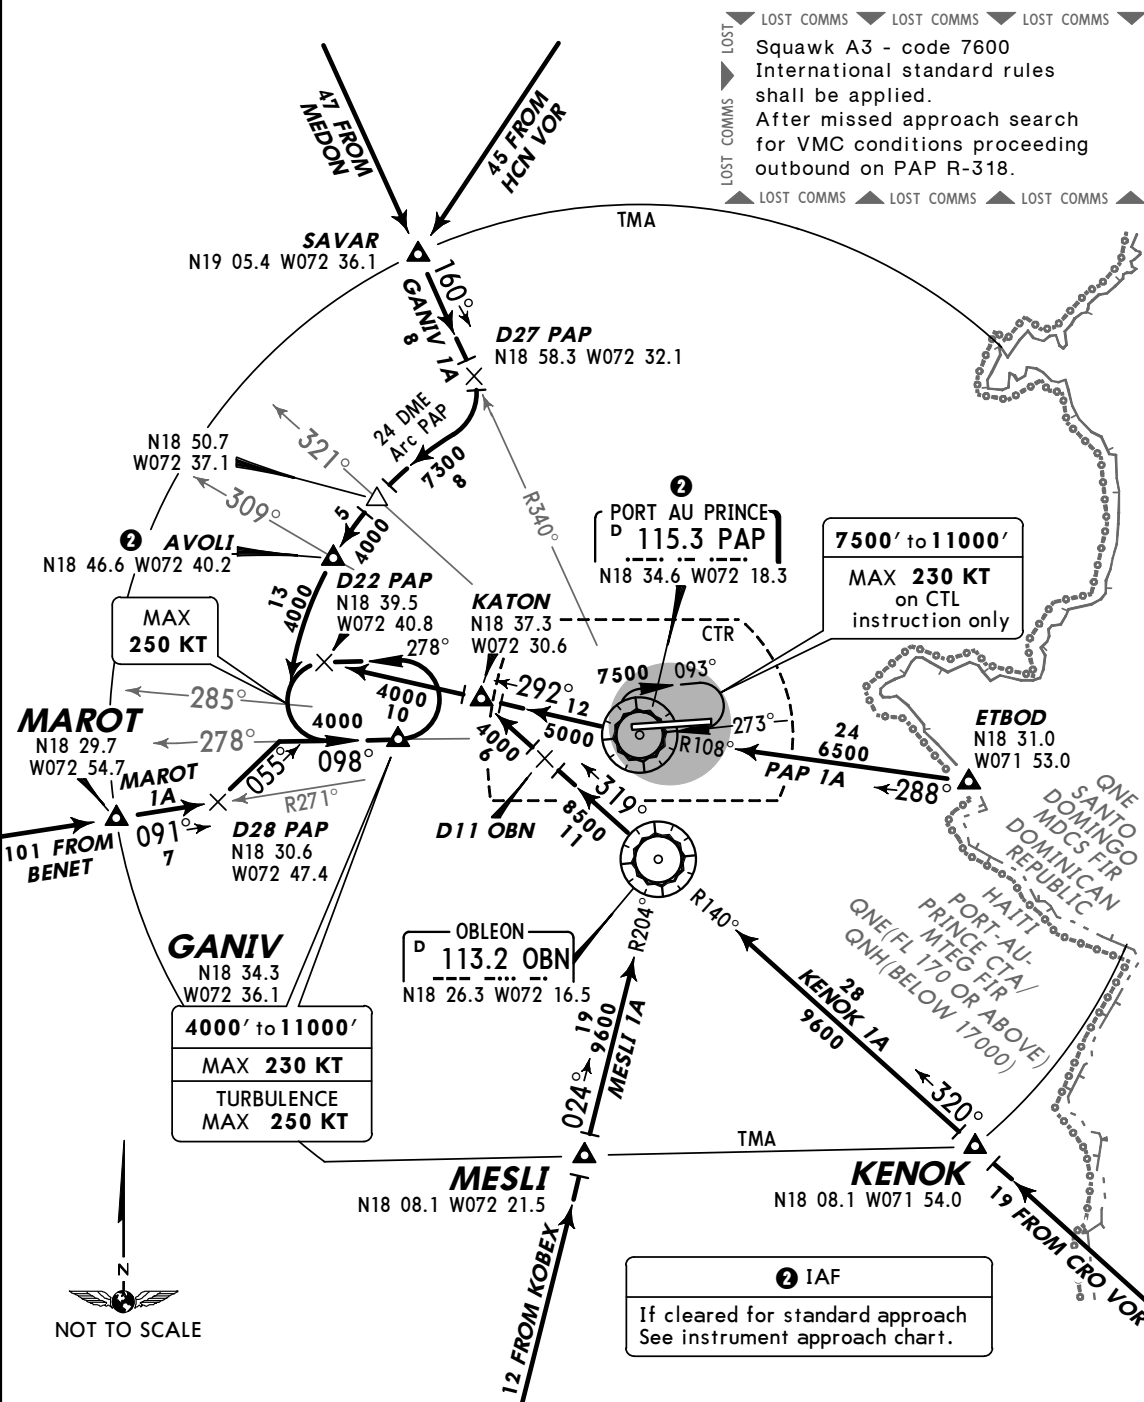 LOST COMMS LOST COMMS LOST COMMS
LOST
LOST COMMS
Squawk A3 - code 7600
International standard rules
shall be applied.
After missed approach search
for VMC conditions proceeding
outbound on PAP R-318.
LOST COMMS LOST COMMS LOST COMMS
47 FROM
MEDON
45 FROM
HCN VOR
TMA
SAVAR
N19 05.4 W072 36.1
160°
GANIV 1A
8
D27 PAP
N18 58.3 W072 32.1
24 DME
Arc PAP
7300
8
R340°
N18 50.7
W072 37.1
321°
309°
5
4000
2 AVOLI
N18 46.6 W072 40.2
13
4000
D22 PAP
N18 39.5
W072 40.8
278°
KATON
N18 37.3
W072 30.6
2
PORT AU PRINCE
D 115.3 PAP
N18 34.6 W072 18.3
7500' to 11000'
MAX 230 KT
on CTL
instruction only
CTR
MAX
250 KT
285°
278°
4000
10
4000
098°
292°
12
5000
4000
6
7500
093°
273°
R108°
24
6500
PAP 1A
288°
ETBOD
N18 31.0
W071 53.0
MAROT
N18 29.7
W072 54.7
MAROT
1A
055°
R271°
091°
7
101 FROM
BENET
D28 PAP
N18 30.6
W072 47.4
D11 OBN
319°
8500
11
QNE
SANTO
DOMINGO
MDCS FIR
DOMINICAN
REPUBLIC
HAITI
PORT-AU-
PRINCE CTA/
MTEG FIR
QNE(FL 170 OR ABOVE)
QNH(BELOW 17000)
GANIV
N18 34.3
W072 36.1
4000' to 11000'
MAX 230 KT
TURBULENCE
MAX 250 KT
OBLEON
D 113.2 OBN
N18 26.3 W072 16.5
R204°
R140°
19
9600
MESLI 1A
024°
28
KENOK 1A
9600
320°
TMA
MESLI
N18 08.1 W072 21.5
KENOK
N18 08.1 W071 54.0
12 FROM KOBEX
19 FROM CRO VOR
N
NOT TO SCALE
2 IAF
If cleared for standard approach
See instrument approach chart.